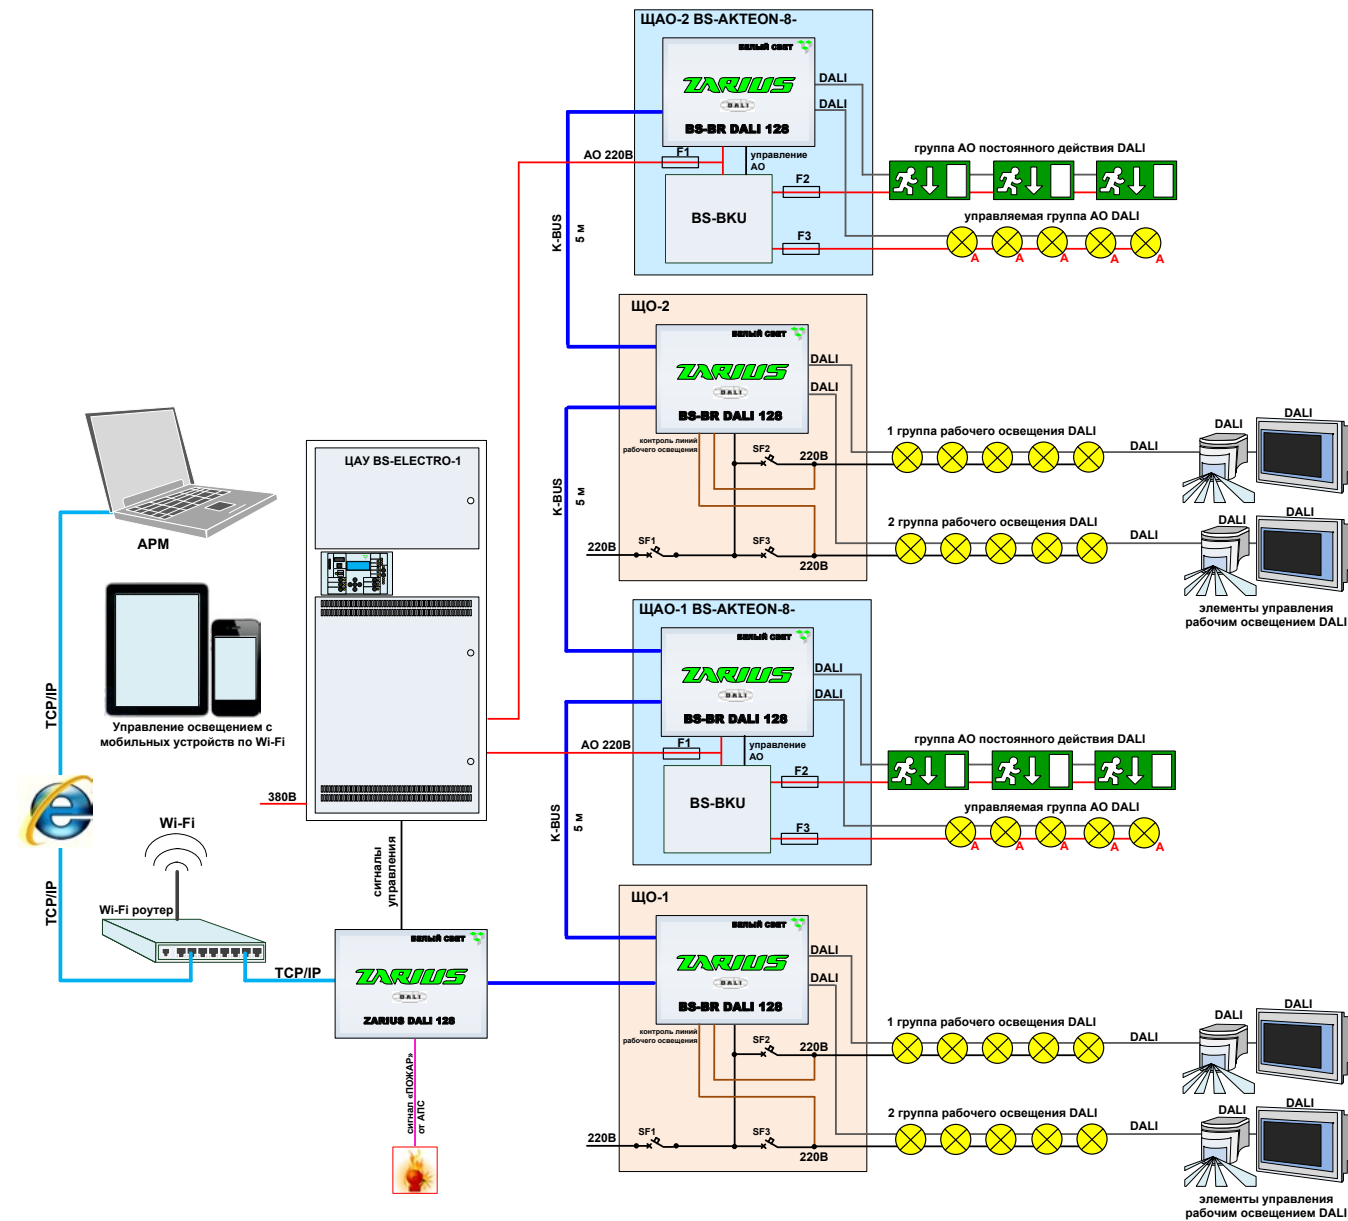 ЩАО-2 BS-AKTEON-8-
БЕЛЫЙ СВЕТ
ZARIUS
DALI
BS-BR DALI 128
DALI
DALI
АО 220В
F1
управление
АО
BS-BKU
F2
F3
группа АО постоянного действия DALI
управляемая группа АО DALI
А
А
А
А
А
K-BUS
5 м
ЩО-2
БЕЛЫЙ СВЕТ
ZARIUS
DALI
BS-BR DALI 128
DALI
DALI
контроль линий
рабочего освещения
SF2
220В
SF1
220В
SF3
220В
1 группа рабочего освещения DALI
DALI
DALI
DALI
2 группа рабочего освещения DALI
DALI
DALI
DALI
элементы управления
рабочим освещением DALI
K-BUS
5 м
ЩАО-1 BS-AKTEON-8-
БЕЛЫЙ СВЕТ
ZARIUS
DALI
BS-BR DALI 128
DALI
DALI
АО 220В
F1
управление
АО
BS-BKU
F2
F3
группа АО постоянного действия DALI
управляемая группа АО DALI
А
А
А
А
А
K-BUS
5 м
ЩО-1
БЕЛЫЙ СВЕТ
ZARIUS
DALI
BS-BR DALI 128
DALI
DALI
контроль линий
рабочего освещения
SF2
220В
SF1
220В
SF3
220В
1 группа рабочего освещения DALI
DALI
DALI
DALI
2 группа рабочего освещения DALI
DALI
DALI
DALI
элементы управления
рабочим освещением DALI
ЦАУ BS-ELECTRO-1
380В
сигналы
управления
АРМ
TCP/IP
Управление освещением с
мобильных устройств по Wi-Fi
Wi-Fi
Wi-Fi роутер
TCP/IP
TCP/IP
БЕЛЫЙ СВЕТ
ZARIUS
DALI
ZARIUS DALI 128
сигнал «ПОЖАР»
от АПС